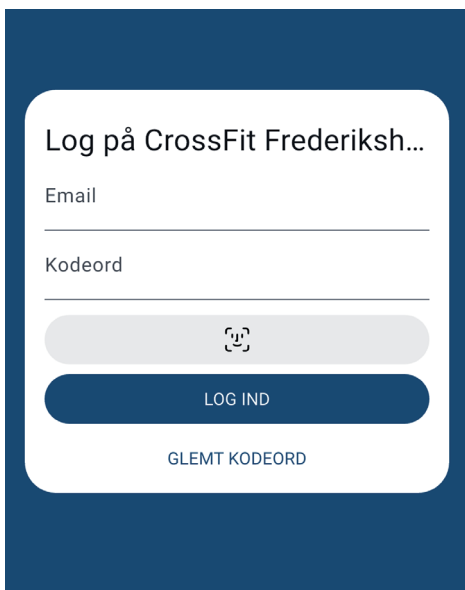 Log på CrossFit Frederiksh...
Email
Kodeord
LOG IND
GLEMT KODEORD